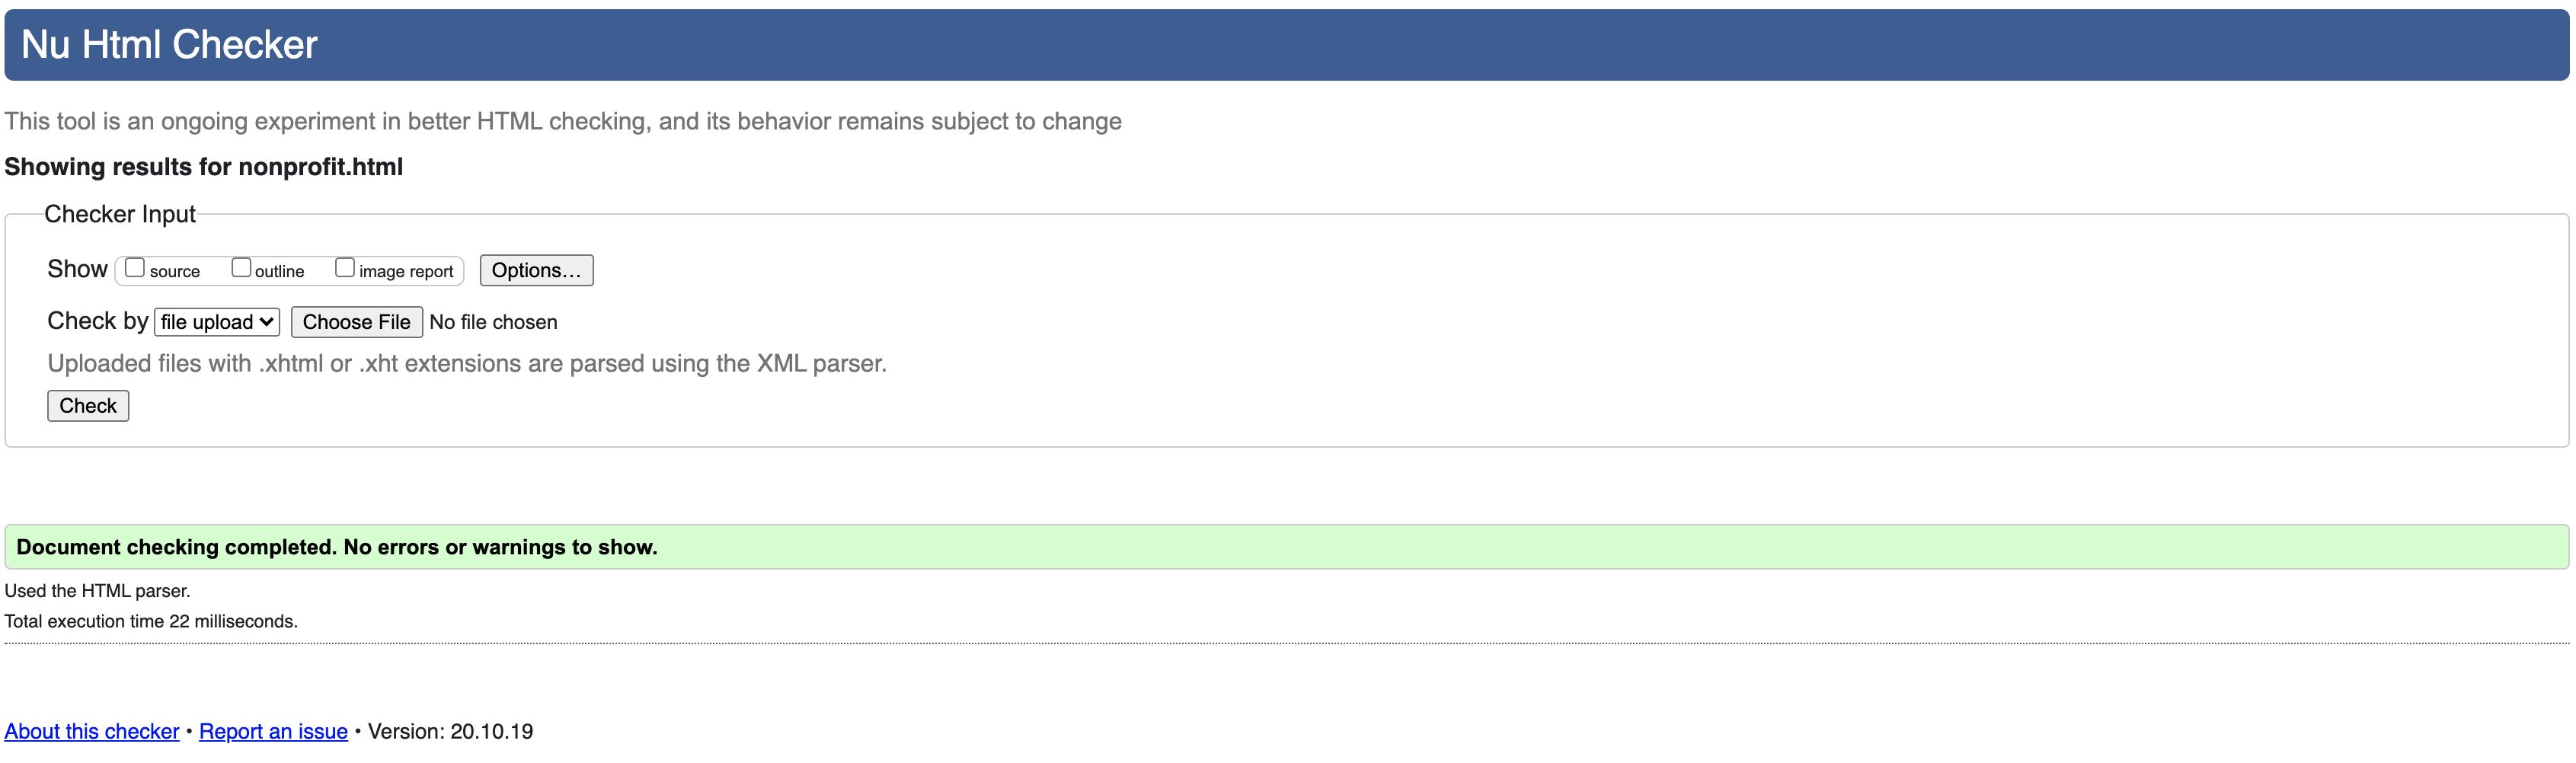 Nu Html Checker
This tool is an ongoing experiment in better HTML checking, and its behavior remains subject to change
Showing results for nonprofit.html
Checker Input
Show source outline image report Options…
Check by file upload Choose File No file chosen
Uploaded files with .xhtml or .xht extensions are parsed using the XML parser.
Check
Document checking completed. No errors or warnings to show.
Used the HTML parser.
Total execution time 22 milliseconds.
About this checker • Report an issue • Version: 20.10.19